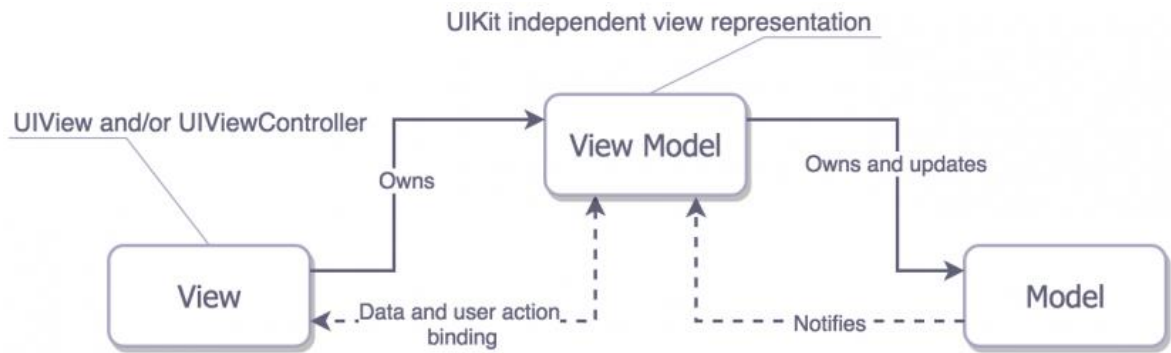 UIKit independent view representation
UIView and/or UIViewController
View Model
Owns
Owns and updates
View
Data and user action
binding
Notifies
Model